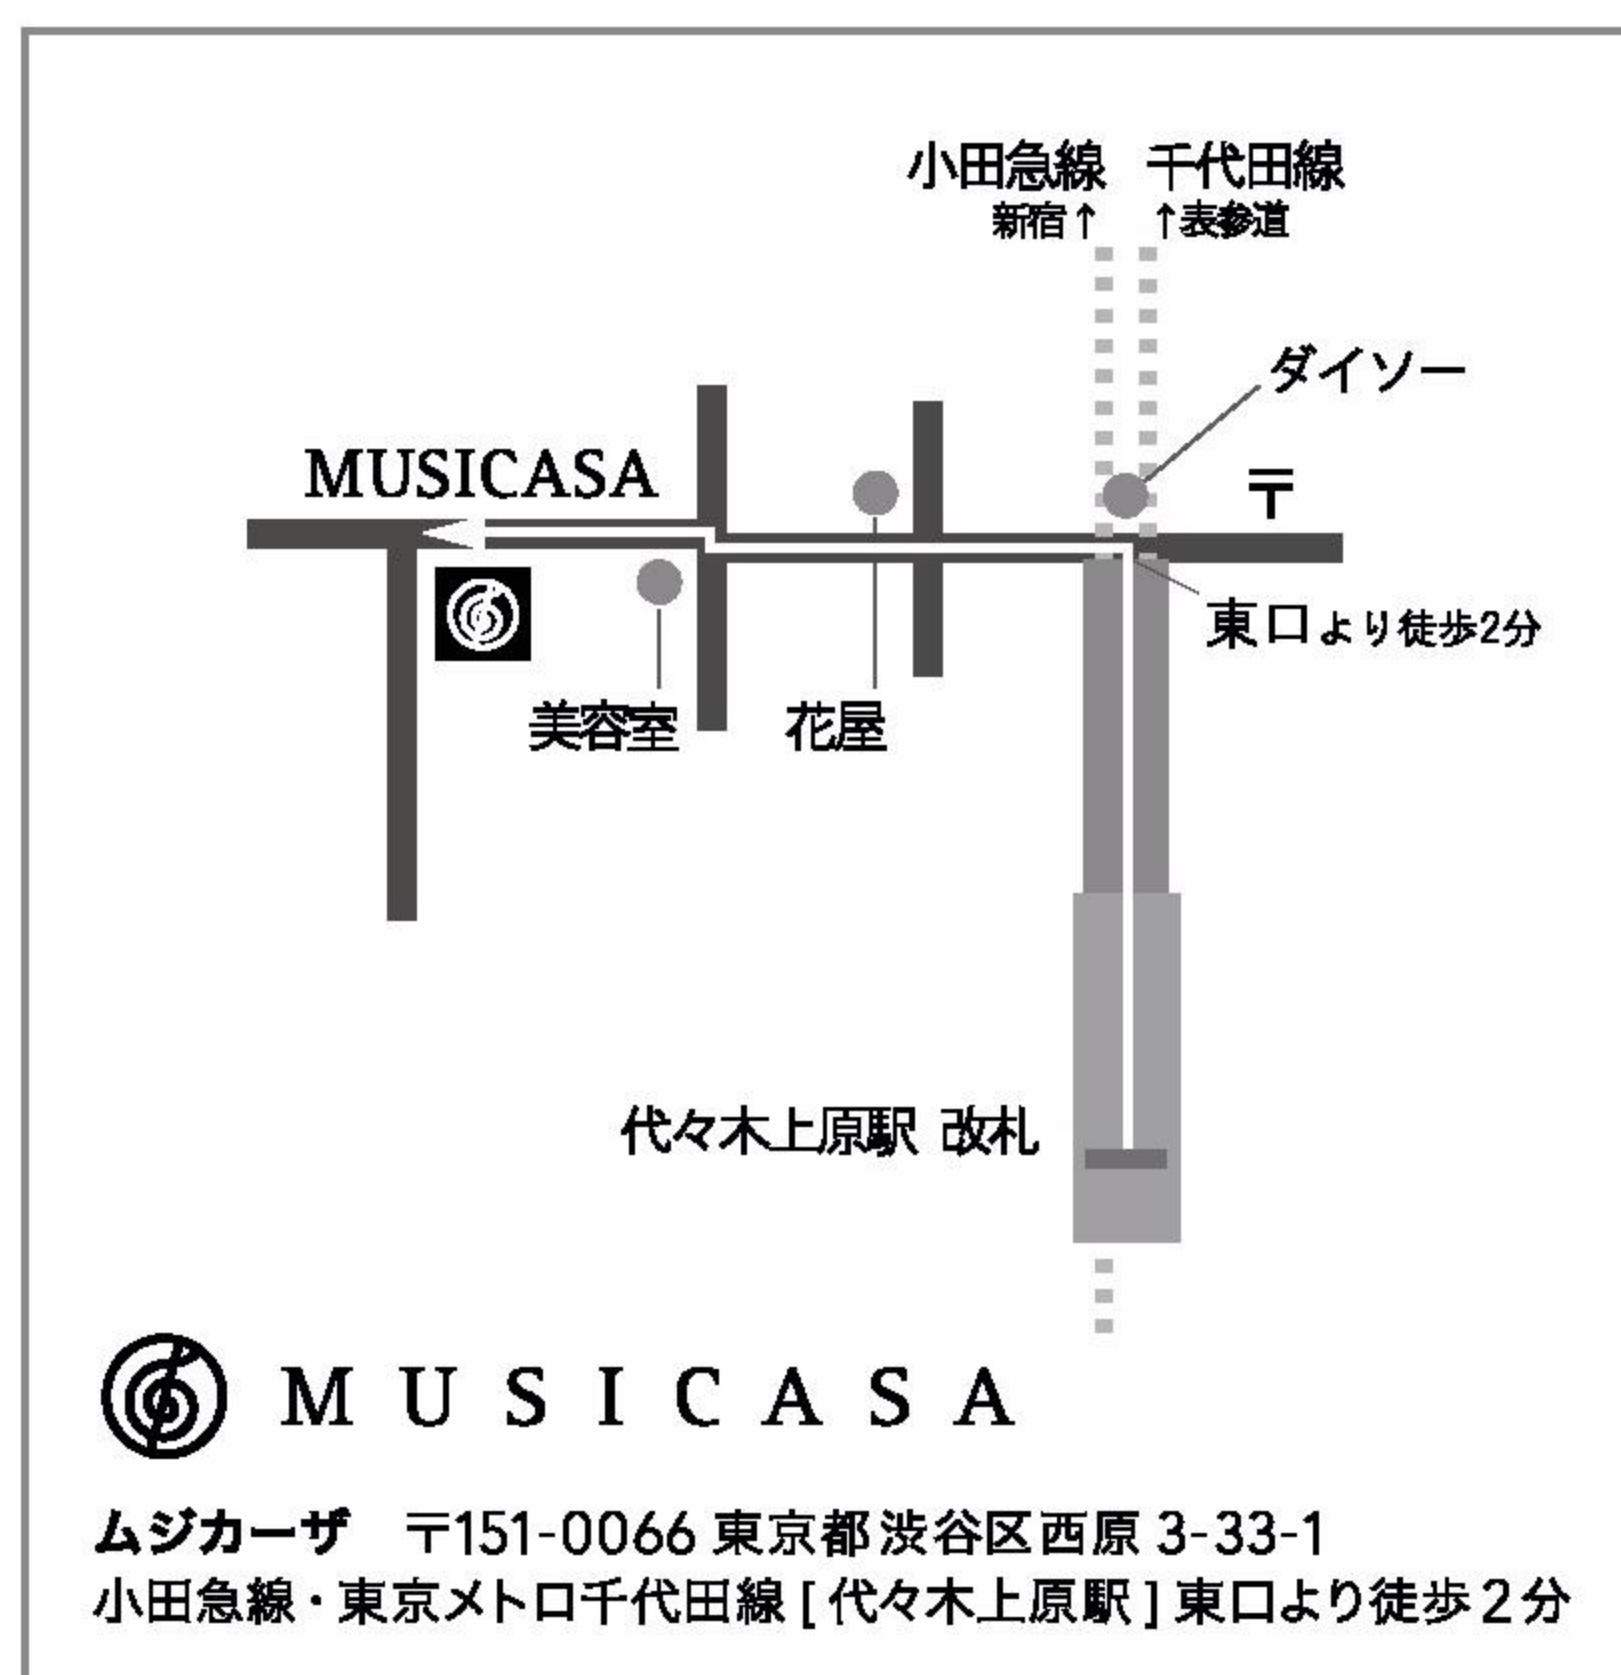 小田急線 千代田線
新宿↑ ↑表参道
ダイソー
MUSICASA
〒
東口より徒歩2分
美容室
花屋
代々木上原駅 改札
MUSICASA
ムジカーザ 〒151-0066 東京都渋谷区西原 3-33-1
小田急線・東京メトロ千代田線 [ 代々木上原駅 ] 東口より徒歩 2 分